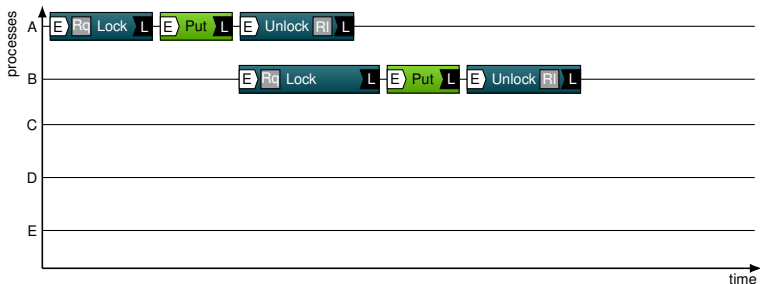 processes
A E Rq Lock L E Put L E Unlock Rl L
B E Rq Lock L E Put L E Unlock Rl L
C
D
E
time